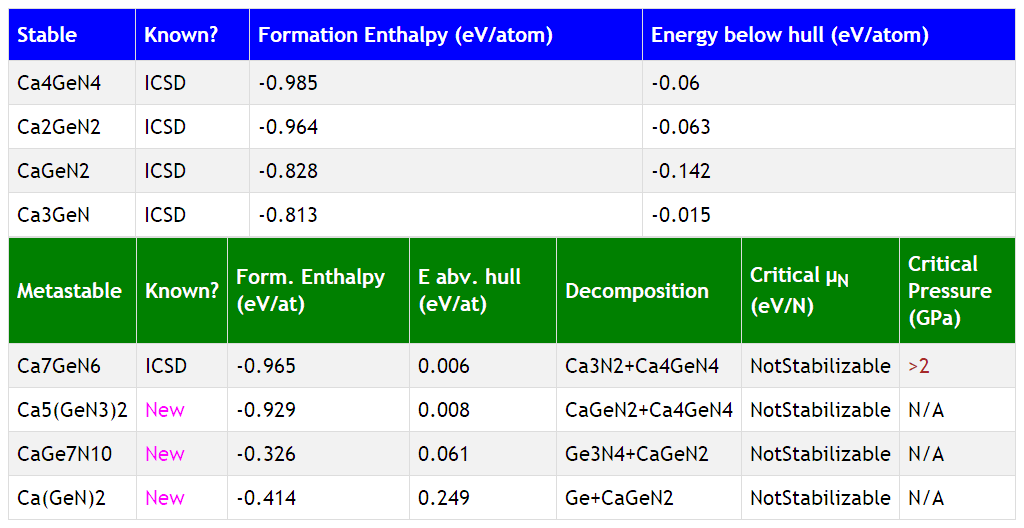 Stable Known? Formation Enthalpy (eV/atom) Energy below hull (eV/atom)
Ca4GeN4 ICSD -0.985 -0.06
Ca2GeN2 ICSD -0.964 -0.063
CaGeN2 ICSD -0.828 -0.142
Ca3GeN ICSD -0.813 -0.015
Metastable Known? Form. Enthalpy (eV/at) E abv. hull (eV/at) Decomposition Critical μN (eV/N) Critical Pressure (GPa)
Ca7GeN6 ICSD -0.965 0.006 Ca3N2+Ca4GeN4 NotStabilizable >2
Ca5(GeN3)2 New -0.929 0.008 CaGeN2+Ca4GeN4 NotStabilizable N/A
CaGe7N10 New -0.326 0.061 Ge3N4+CaGeN2 NotStabilizable N/A
Ca(GeN)2 New -0.414 0.249 Ge+CaGeN2 NotStabilizable N/A